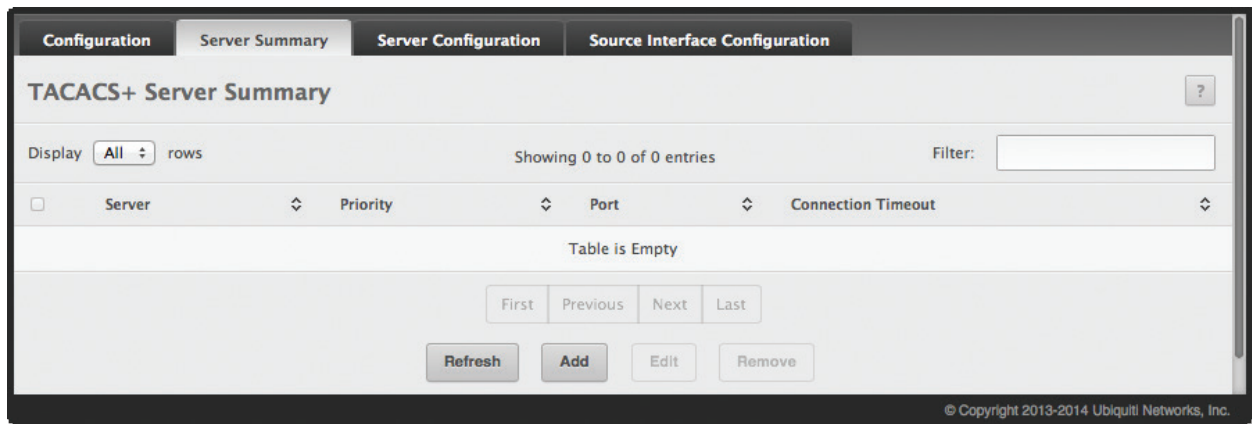 Configuration Server Summary Server Configuration Source Interface Configuration
TACACS+ Server Summary ?
Display All rows Showing 0 to 0 of 0 entries Filter:
Server Priority Port Connection Timeout
Table is Empty
First Previous Next Last
Refresh Add Edit Remove
© Copyright 2013-2014 Ubiquiti Networks, Inc.